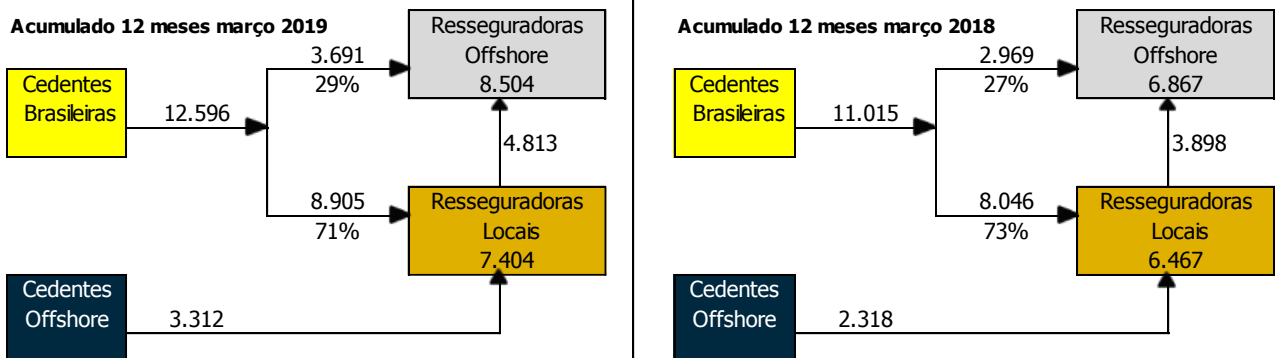 Acumulado 12 meses março 2019
Cedentes
Brasileiras
12.596
3.691
29%
Resseguradoras
Offshore
8.504
4.813
8.905
71%
Resseguradoras
Locais
7.404
Cedentes
Offshore
3.312
Acumulado 12 meses março 2018
Cedentes
Brasileiras
11.015
2.969
27%
Resseguradoras
Offshore
6.867
3.898
8.046
73%
Resseguradoras
Locais
6.467
Cedentes
Offshore
2.318